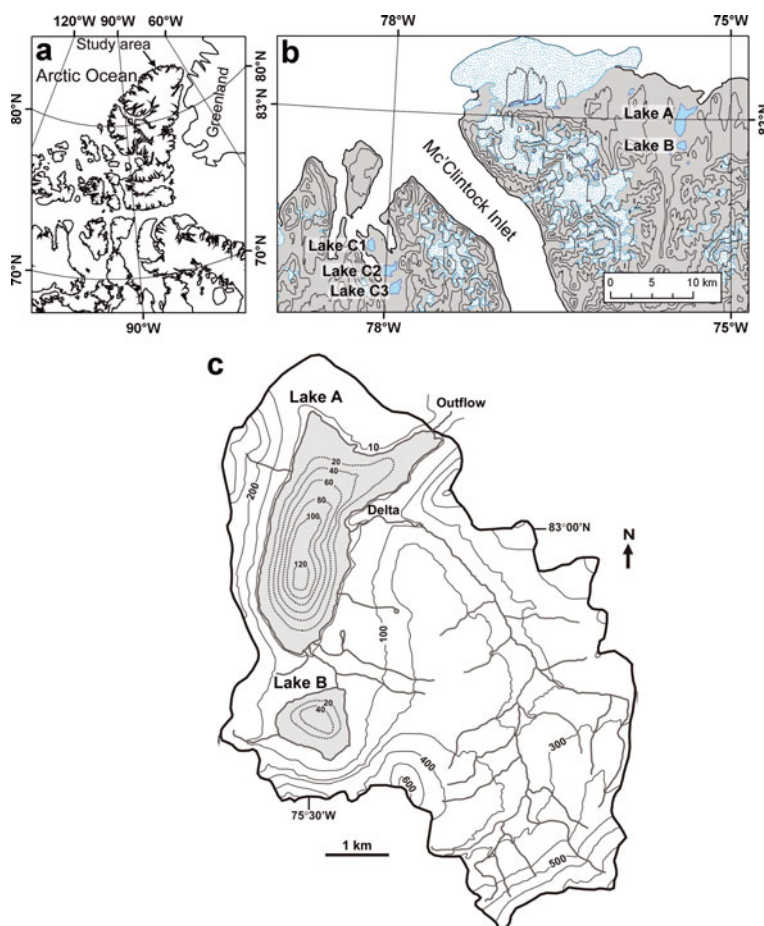 120°W 90°W 60°W
a
Study area
Arctic Ocean
80°N
Greenland
80°N
70°N
70°N
90°W
b
78°W
75°W
83°N
Lake A
83°N
Lake B
Mc'Clintock Inlet
Lake C1
Lake C2
Lake C3
0 5 10 km
78°W
75°W
c
Lake A
Outflow
10
20
40
60
80
100
120
200
Delta
83°00'N
N
100
Lake B
20
40
400
600
300
500
75°30'W
1 km